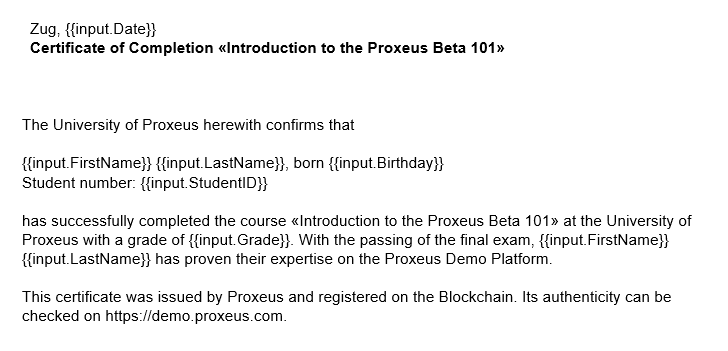 Zug, {{input.Date}}
Certificate of Completion «Introduction to the Proxeus Beta 101»
The University of Proxeus herewith confirms that
{{input.FirstName}} {{input.LastName}}, born {{input.Birthday}}
Student number: {{input.StudentID}}
has successfully completed the course «Introduction to the Proxeus Beta 101» at the University of
Proxeus with a grade of {{input.Grade}}. With the passing of the final exam, {{input.FirstName}}
{{input.LastName}} has proven their expertise on the Proxeus Demo Platform.
This certificate was issued by Proxeus and registered on the Blockchain. Its authenticity can be
checked on https://demo.proxeus.com.